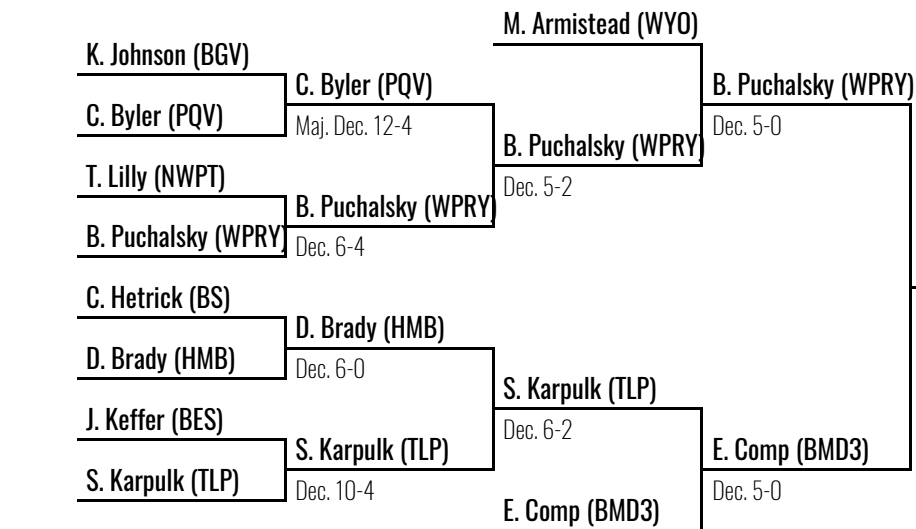 M. Armistead (WYO)
K. Johnson (BGV)
C. Byler (PQV)
B. Puchalsky (WPRY)
C. Byler (PQV)
Maj. Dec. 12-4
Dec. 5-0
B. Puchalsky (WPRY)
T. Lilly (NWPT)
Dec. 5-2
B. Puchalsky (WPRY)
B. Puchalsky (WPRY)
Dec. 6-4
C. Hetrick (BS)
D. Brady (HMB)
D. Brady (HMB)
Dec. 6-0
S. Karpulk (TLP)
J. Keffer (BES)
Dec. 6-2
S. Karpulk (TLP)
E. Comp (BMD3)
S. Karpulk (TLP)
Dec. 10-4
Dec. 5-0
E. Comp (BMD3)